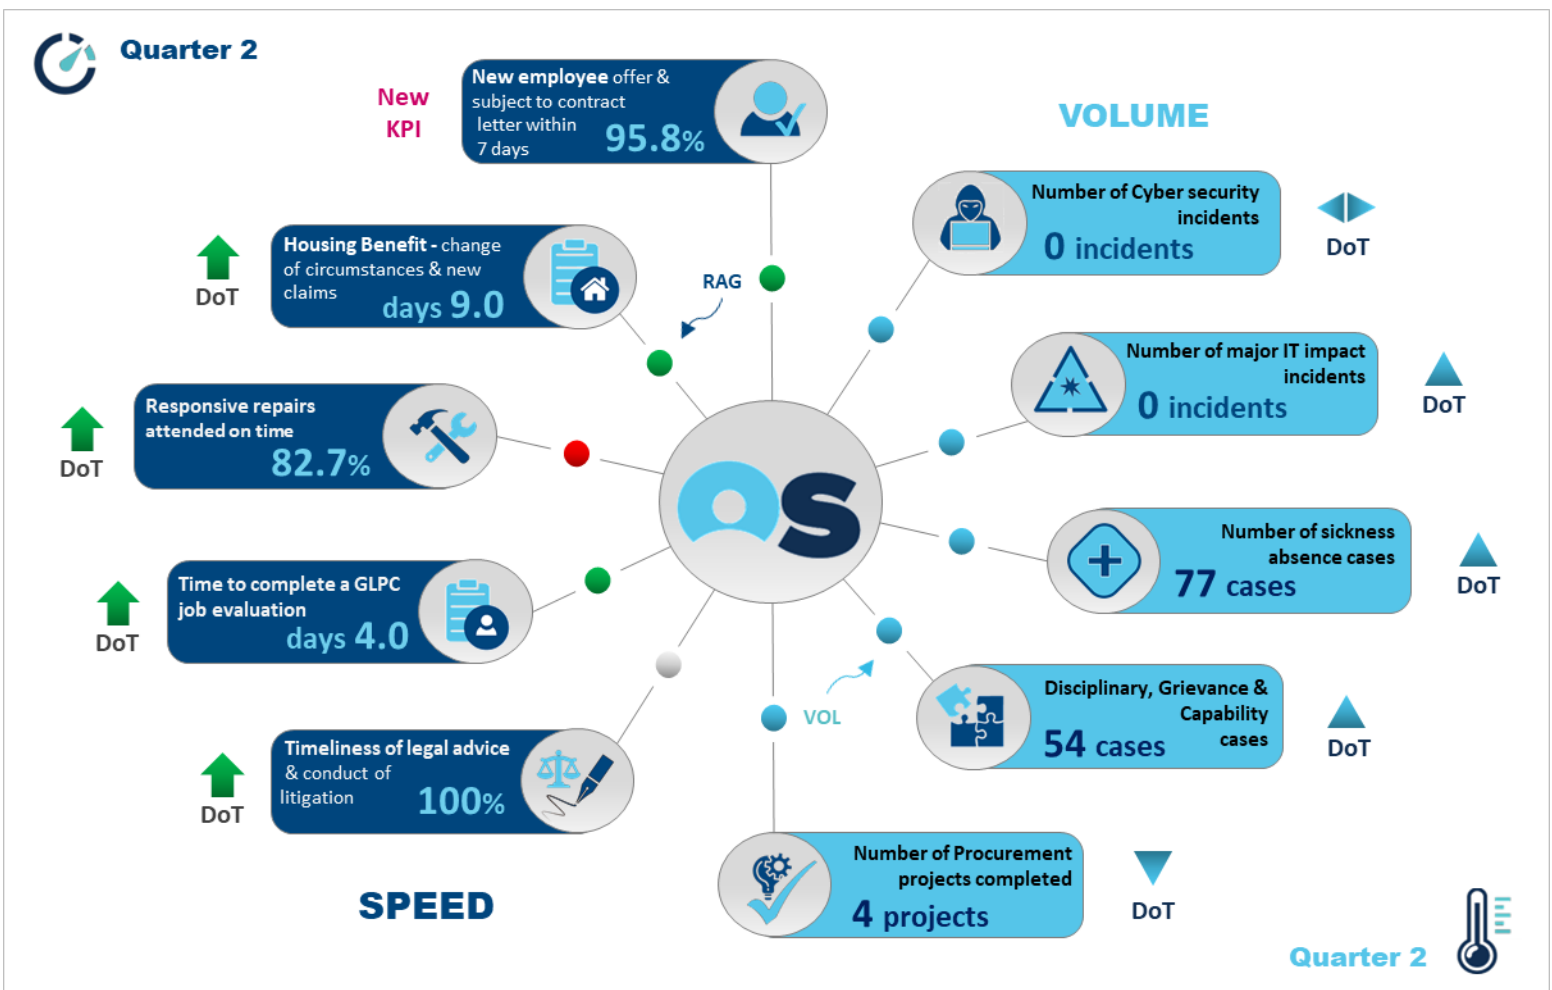 Quarter 2
New
KPI
New employee offer &
subject to contract
letter within
7 days
95.8%
DoT
Housing Benefit - change
of circumstances & new
claims
days 9.0
RAG
DoT
Responsive repairs
attended on time
82.7%
DoT
Time to complete a GLPC
job evaluation
days 4.0
DoT
Timeliness of legal advice
& conduct of
litigation
100%
SPEED
OS
VOLUME
Number of Cyber security
incidents
0 incidents
DoT
Number of major IT impact
incidents
0 incidents
DoT
Number of sickness
absence cases
77 cases
DoT
Disciplinary, Grievance &
Capability
cases
54 cases
DoT
VOL
Number of Procurement
projects completed
4 projects
DoT
Quarter 2